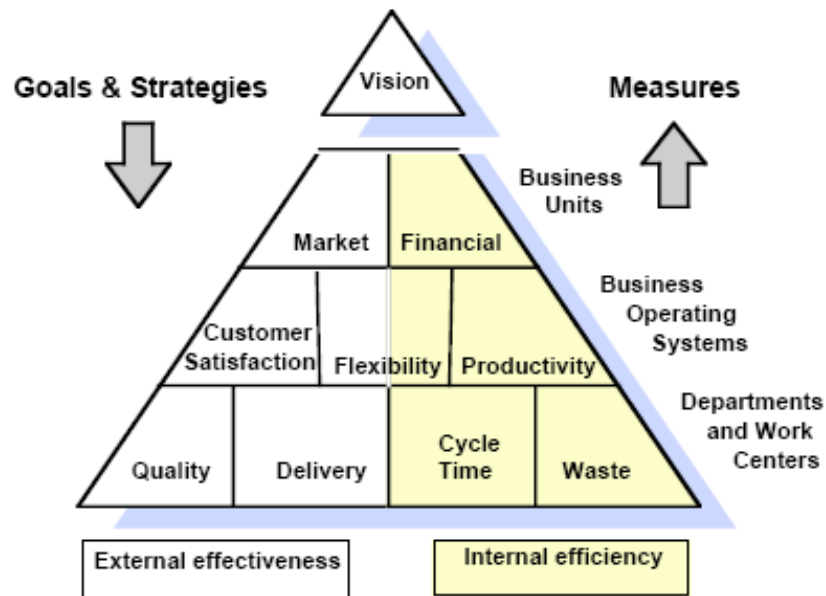 Vision
Goals & Strategies
Measures
Business
Units
Market
Financial
Business
Operating
Systems
Customer
Satisfaction
Flexibility
Productivity
Departments
and Work
Centers
Quality
Delivery
Cycle
Time
Waste
External effectiveness
Internal efficiency